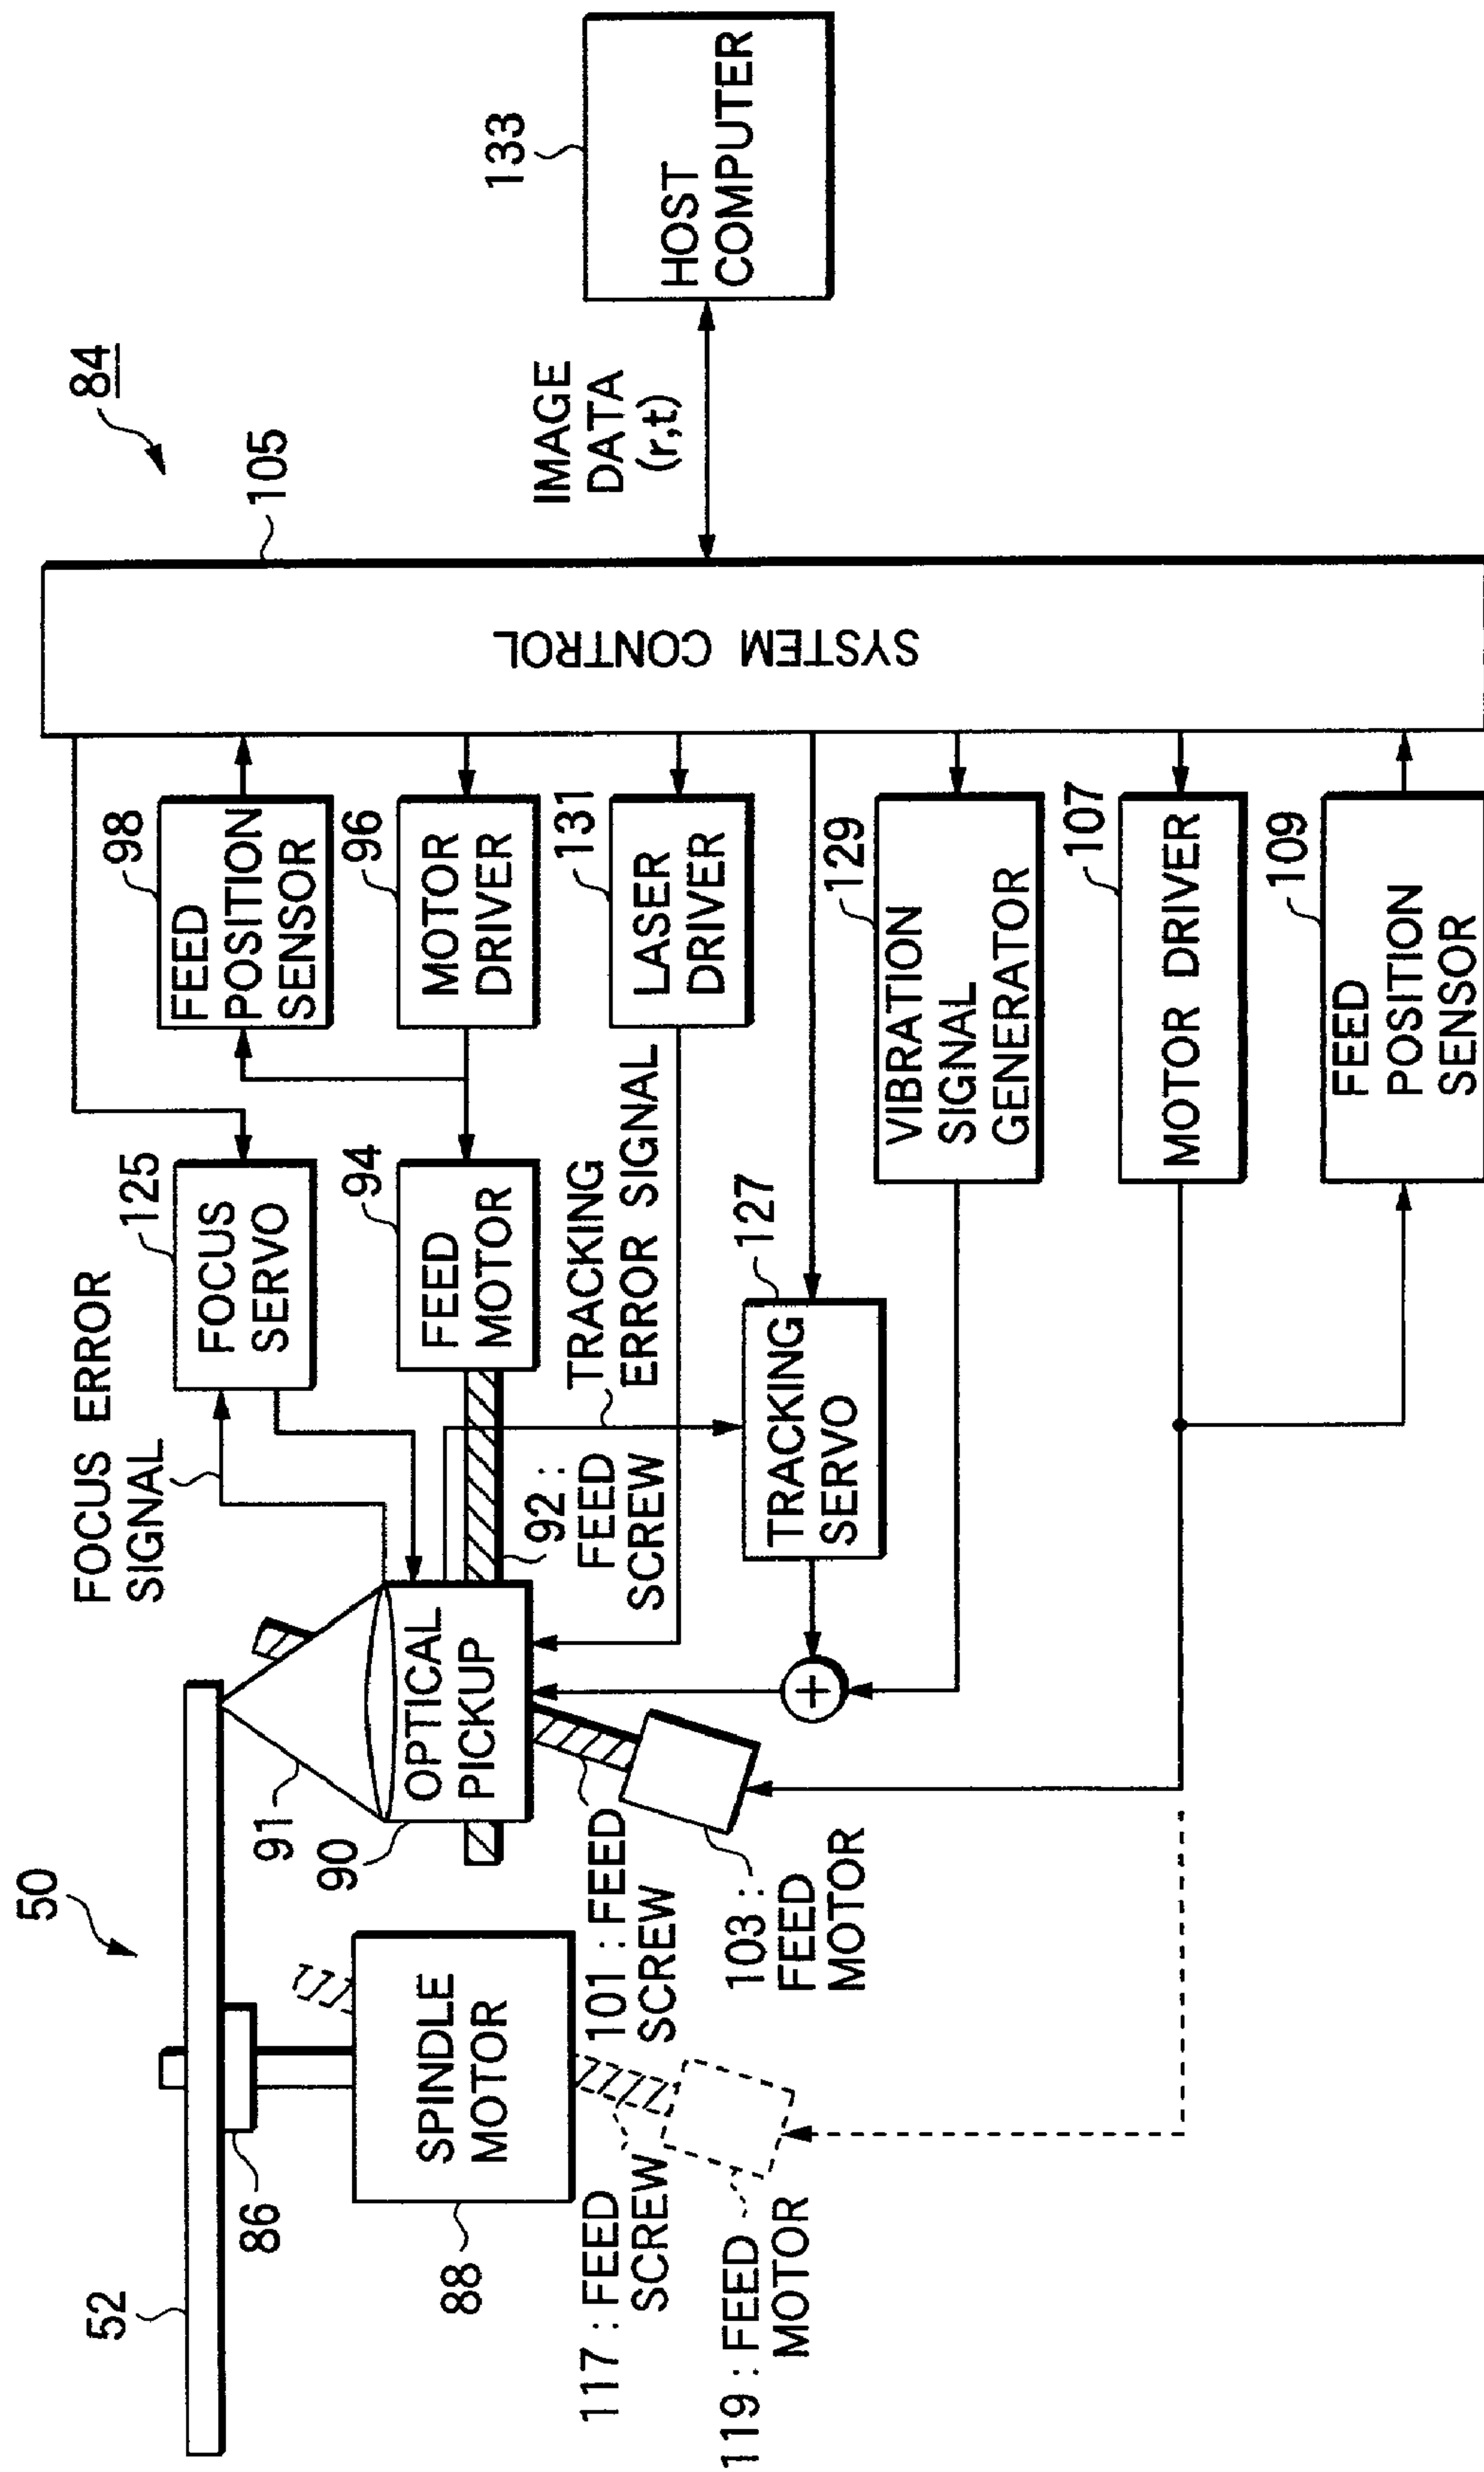 84
50
52
86
88
SPINDLE
MOTOR
91
90
OPTICAL
PICKUP
FOCUS ERROR
SIGNAL
125
FOCUS
SERVO
98
FEED
POSITION
SENSOR
94
FEED
MOTOR
96
MOTOR
DRIVER
92 : FEED
SCREW
TRACKING
ERROR SIGNAL
131
LASER
DRIVER
101 : FEED
SCREW
103 : FEED
MOTOR
117 : FEED
SCREW
119 : FEED
MOTOR
127
TRACKING
SERVO
129
VIBRATION
SIGNAL
GENERATOR
107
MOTOR DRIVER
109
FEED
POSITION
SENSOR
105
SYSTEM CONTROL
IMAGE
DATA
(r,t)
133
HOST
COMPUTER
+